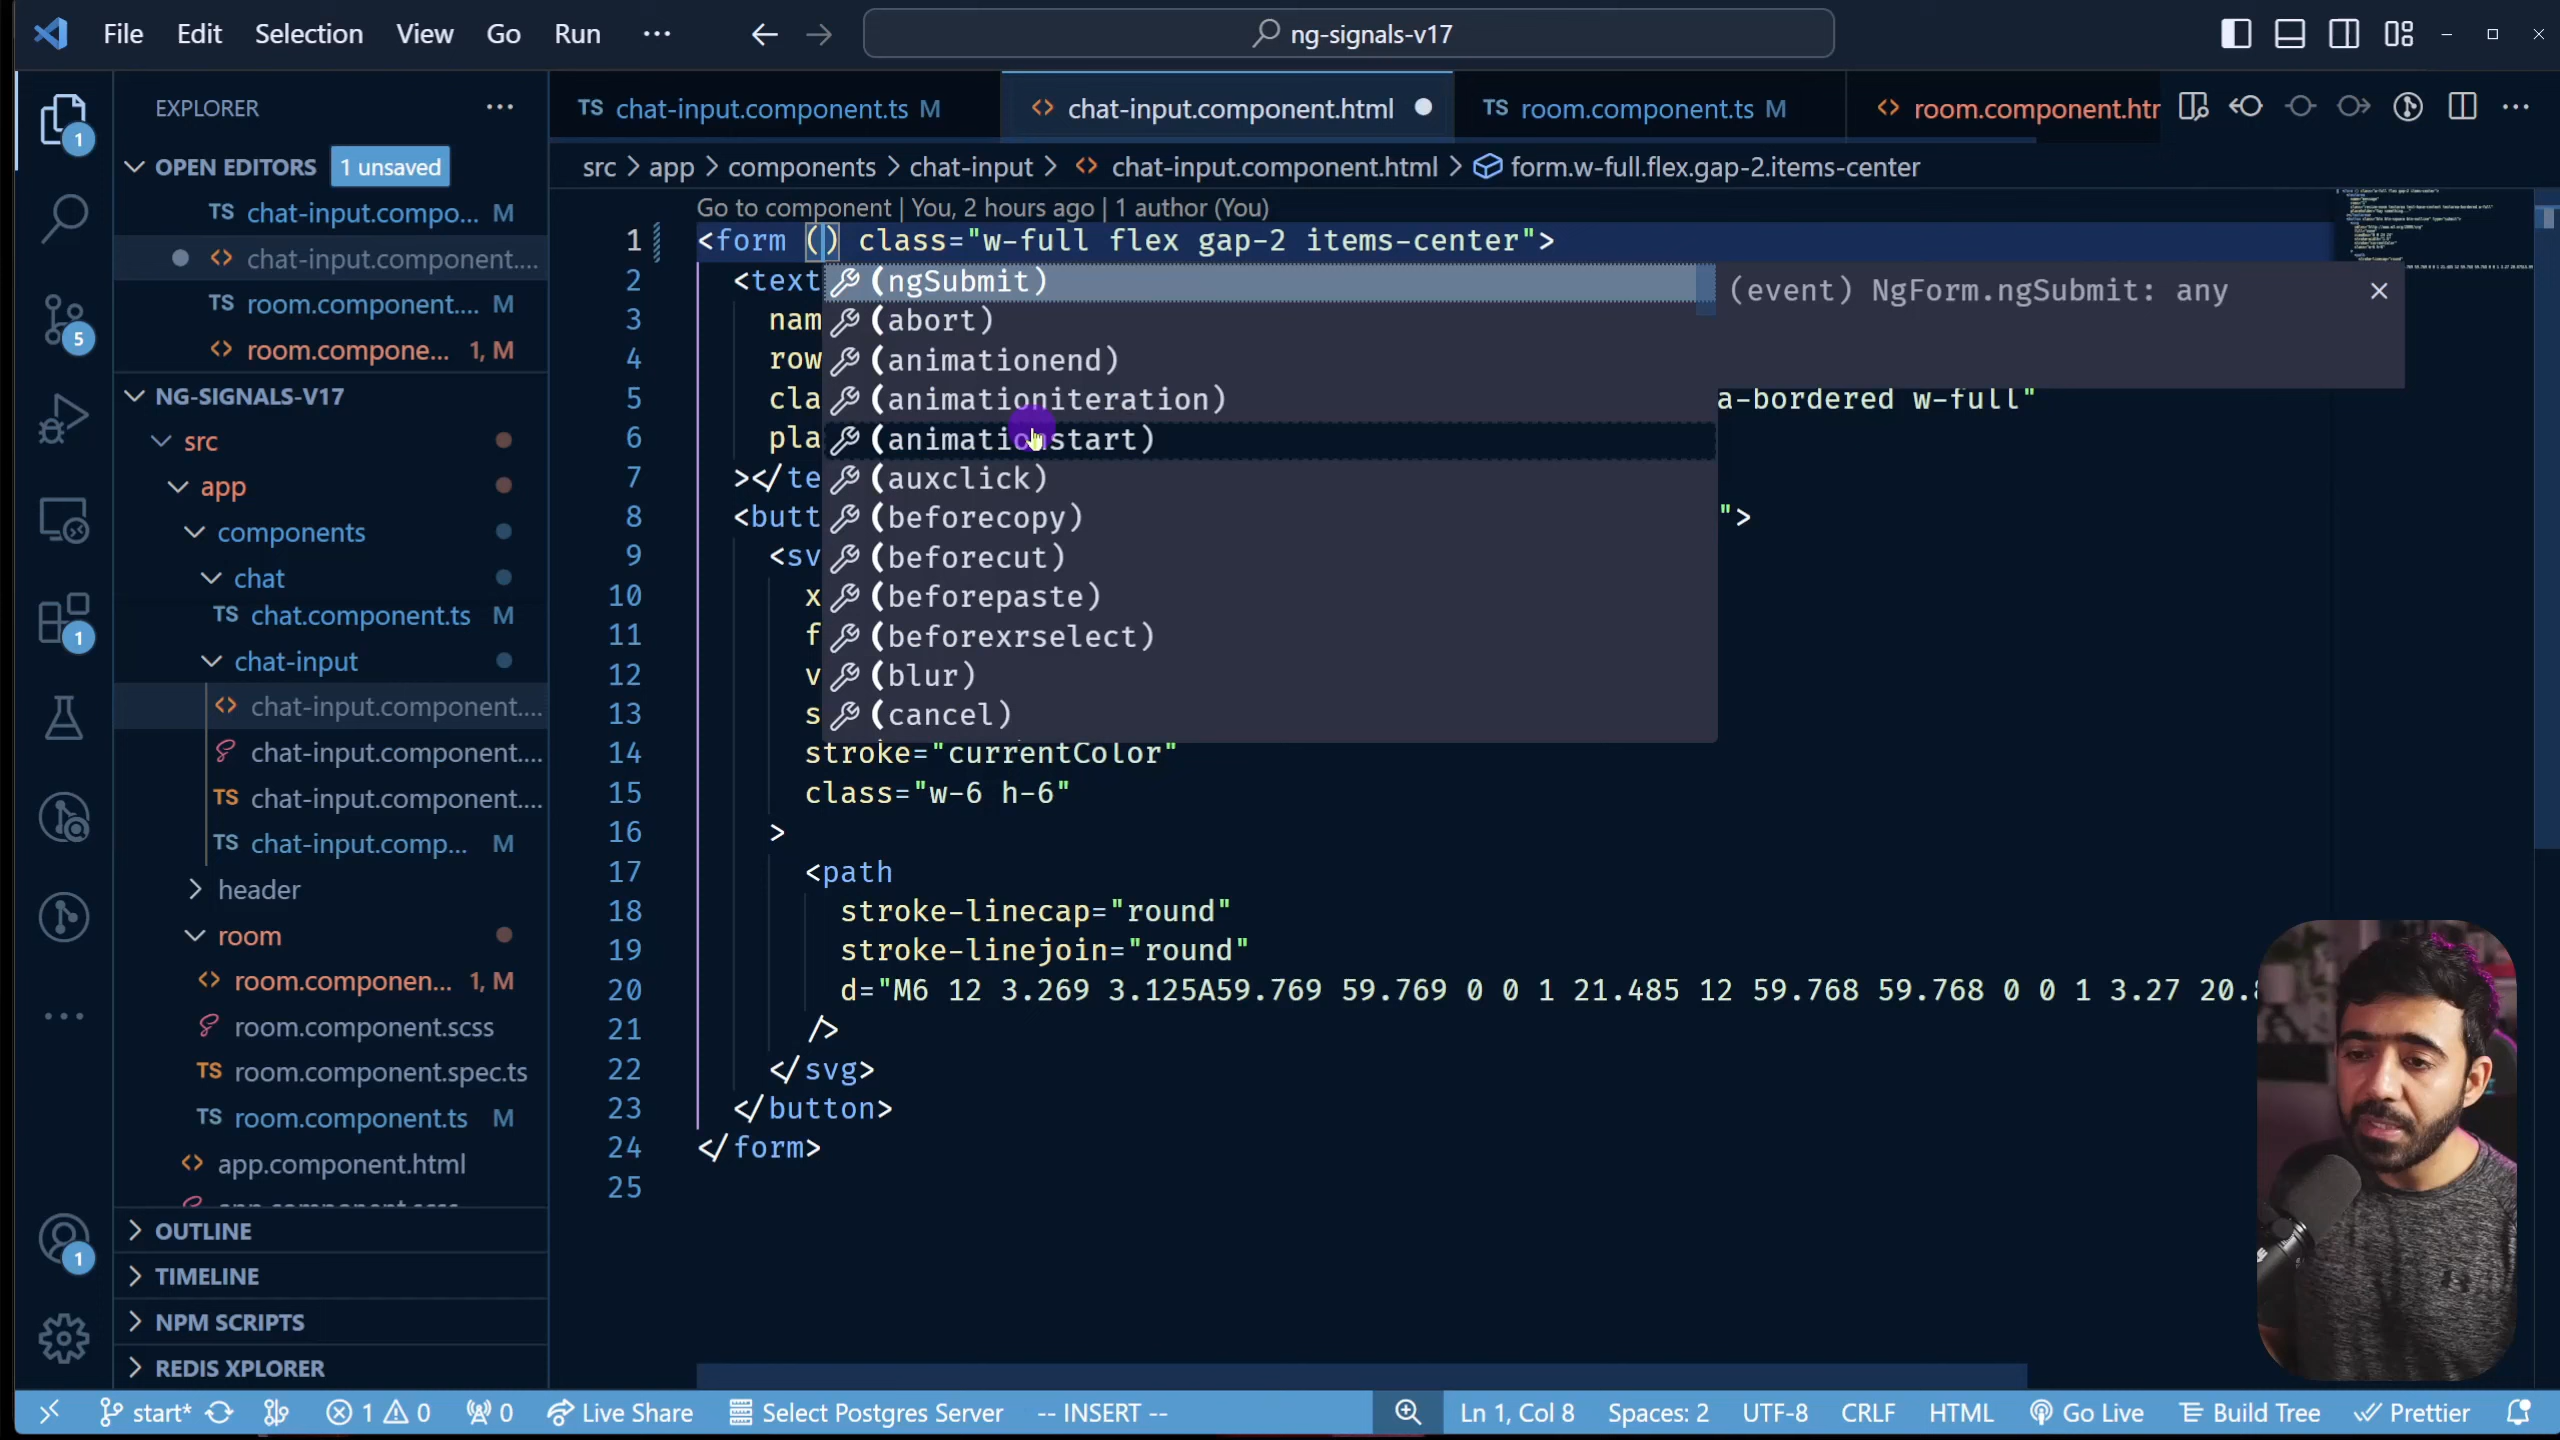 File Edit Selection View Go Run ···
ng-signals-v17
EXPLORER
OPEN EDITORS 1 unsaved
TS chat-input.compo... M
<> chat-input.component....
TS room.component.... M
<> room.compone... 1, M
NG-SIGNALS-V17
src
app
components
chat
TS chat.component.ts M
chat-input
<> chat-input.component....
chat-input.component....
TS chat-input.component....
TS chat-input.comp... M
header
room
<> room.componen... 1, M
room.component.scss
TS room.component.spec.ts
TS room.component.ts M
<> app.component.html
OUTLINE
TIMELINE
NPM SCRIPTS
REDIS XPLORER
1
5
1
1
TS chat-input.component.ts M
<> chat-input.component.html
TS room.component.ts M
<> room.component.htr
src > app > components > chat-input > <> chat-input.component.html > form.w-full.flex.gap-2.items-center
Go to component | You, 2 hours ago | 1 author (You)
1 <form () class="w-full flex gap-2 items-center">
2 <text
3 nam
4 row
5 cla a-bordered w-full"
6 pla
7 ></te
8 <butt ">
9 <sv
10 x
11 f
12 v
13 s
14 stroke="currentColor"
15 class="w-6 h-6"
16 >
17 <path
18 stroke-linecap="round"
19 stroke-linejoin="round"
20 d="M6 12 3.269 3.125A59.769 59.769 0 0 1 21.485 12 59.768 59.768 0 0 1 3.27 20.8
21 />
22 </svg>
23 </button>
24 </form>
25
(ngSubmit)
(abort)
(animationend)
(animationiteration)
(animationstart)
(auxclick)
(beforecopy)
(beforecut)
(beforepaste)
(beforexrselect)
(blur)
(cancel)
(event) NgForm.ngSubmit: any
start* 1 0 0 Live Share Select Postgres Server -- INSERT -- Ln 1, Col 8 Spaces: 2 UTF-8 CRLF HTML Go Live Build Tree Prettier